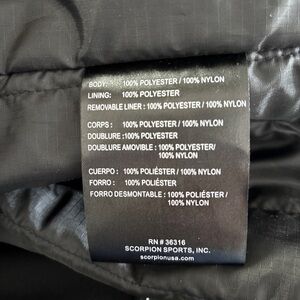 BODY: 100% POLYESTER / 100% NYLON
LINING: 100% POLYESTER
REMOVABLE LINER : 100% POLYESTER / 100% NYLON
CORPS : 100% POLYESTER / 100% NYLON
DOUBLURE :100% POLYESTER
DOUBLURE AMOVIBLE : 100% POLYESTER / 100% NYLON
CUERPO : 100% POLIÉSTER / 100% NYLON
FORRO : 100% POLIÉSTER
FORRO DESMONTABLE : 100% POLIÉSTER / 100% NYLON
RN # 36316
SCORPION SPORTS, INC.
scorpionusa.com